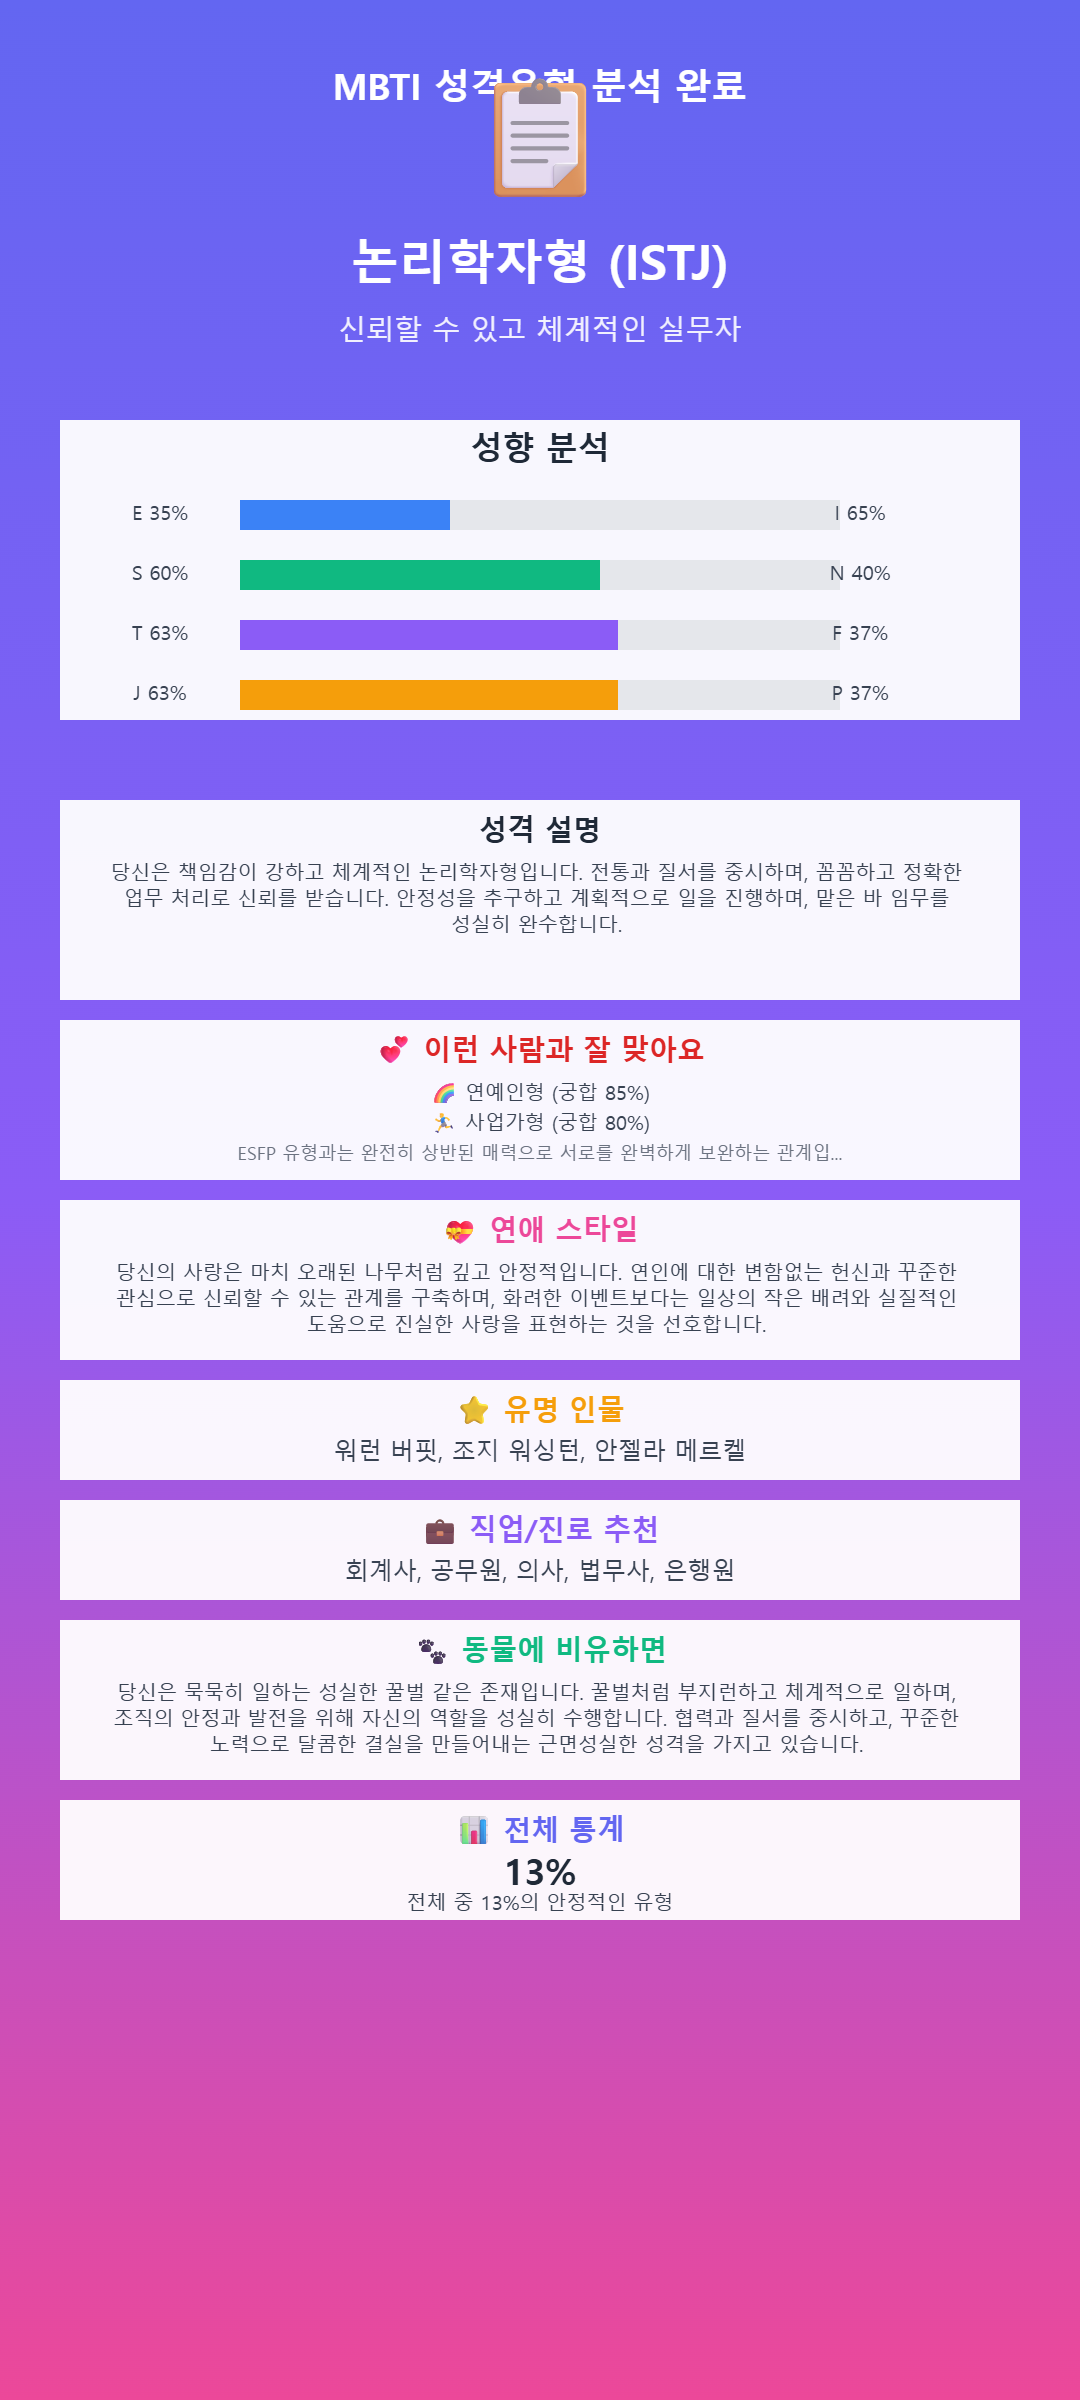 MBTI 성격유형 분석 완료
논리학자형 (ISTJ)
신뢰할 수 있고 체계적인 실무자
성향 분석
E 35% I 65%
S 60% N 40%
T 63% F 37%
J 63% P 37%
성격 설명
당신은 책임감이 강하고 체계적인 논리학자형입니다. 전통과 질서를 중시하며, 꼼꼼하고 정확한
업무 처리로 신뢰를 받습니다. 안정성을 추구하고 계획적으로 일을 진행하며, 맡은 바 임무를
성실히 완수합니다.
💕 이런 사람과 잘 맞아요
🌈 연예인형 (궁합 85%)
🏃 사업가형 (궁합 80%)
ESFP 유형과는 완전히 상반된 매력으로 서로를 완벽하게 보완하는 관계입...
💝 연애 스타일
당신의 사랑은 마치 오래된 나무처럼 깊고 안정적입니다. 연인에 대한 변함없는 헌신과 꾸준한
관심으로 신뢰할 수 있는 관계를 구축하며, 화려한 이벤트보다는 일상의 작은 배려와 실질적인
도움으로 진실한 사랑을 표현하는 것을 선호합니다.
⭐ 유명 인물
워런 버핏, 조지 워싱턴, 안젤라 메르켈
💼 직업/진로 추천
회계사, 공무원, 의사, 법무사, 은행원
🐾 동물에 비유하면
당신은 묵묵히 일하는 성실한 꿀벌 같은 존재입니다. 꿀벌처럼 부지런하고 체계적으로 일하며,
조직의 안정과 발전을 위해 자신의 역할을 성실히 수행합니다. 협력과 질서를 중시하고, 꾸준한
노력으로 달콤한 결실을 만들어내는 근면성실한 성격을 가지고 있습니다.
📊 전체 통계
13%
전체 중 13%의 안정적인 유형